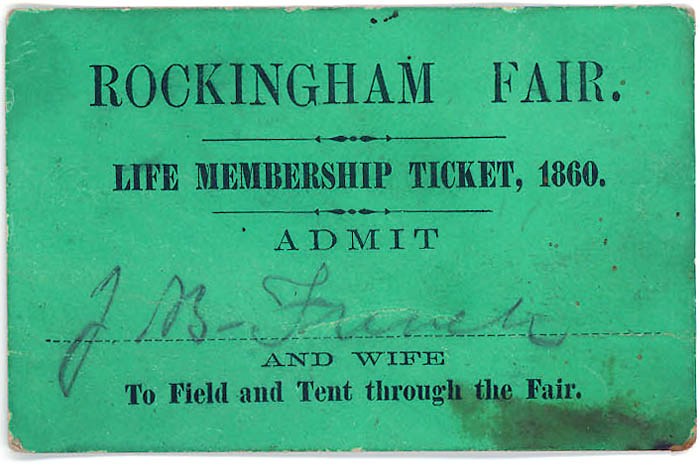 ROCKINGHAM FAIR.
LIFE MEMBERSHIP TICKET, 1860.
ADMIT
J. B. French
AND WIFE
To Field and Tent through the Fair.